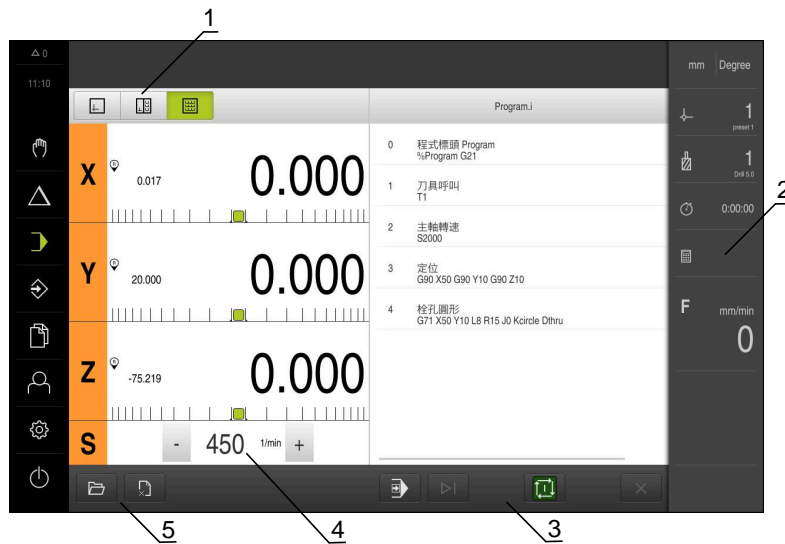 1
△ 0
11:10
mm Degree
Program.i
1
preset 1
1
Drill 5.0
0:00:00
2
F mm/min
0
X R 0.017 0.000
Y R 20.000 0.000
Z R -75.219 0.000
S - 450 1/min +
0 程式標頭 Program
%Program G21
1 刀具呼叫
T1
2 主軸轉速
S2000
3 定位
G90 X50 G90 Y10 G90 Z10
4 栓孔圓形
G71 X50 Y10 L8 R15 J0 Kcircle Dthru
5
4
3